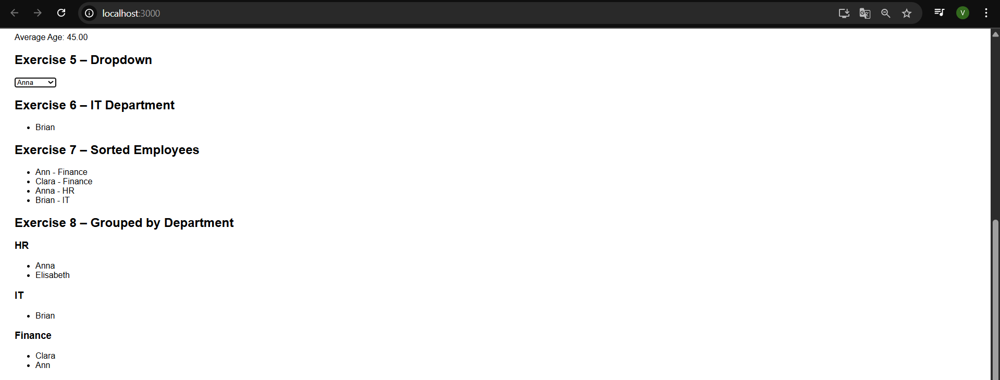 localhost:3000
V
Average Age: 45.00
Exercise 5 – Dropdown
Anna
Exercise 6 – IT Department
• Brian
Exercise 7 – Sorted Employees
• Ann - Finance
• Clara - Finance
• Anna - HR
• Brian - IT
Exercise 8 – Grouped by Department
HR
• Anna
• Elisabeth
IT
• Brian
Finance
• Clara
• Ann